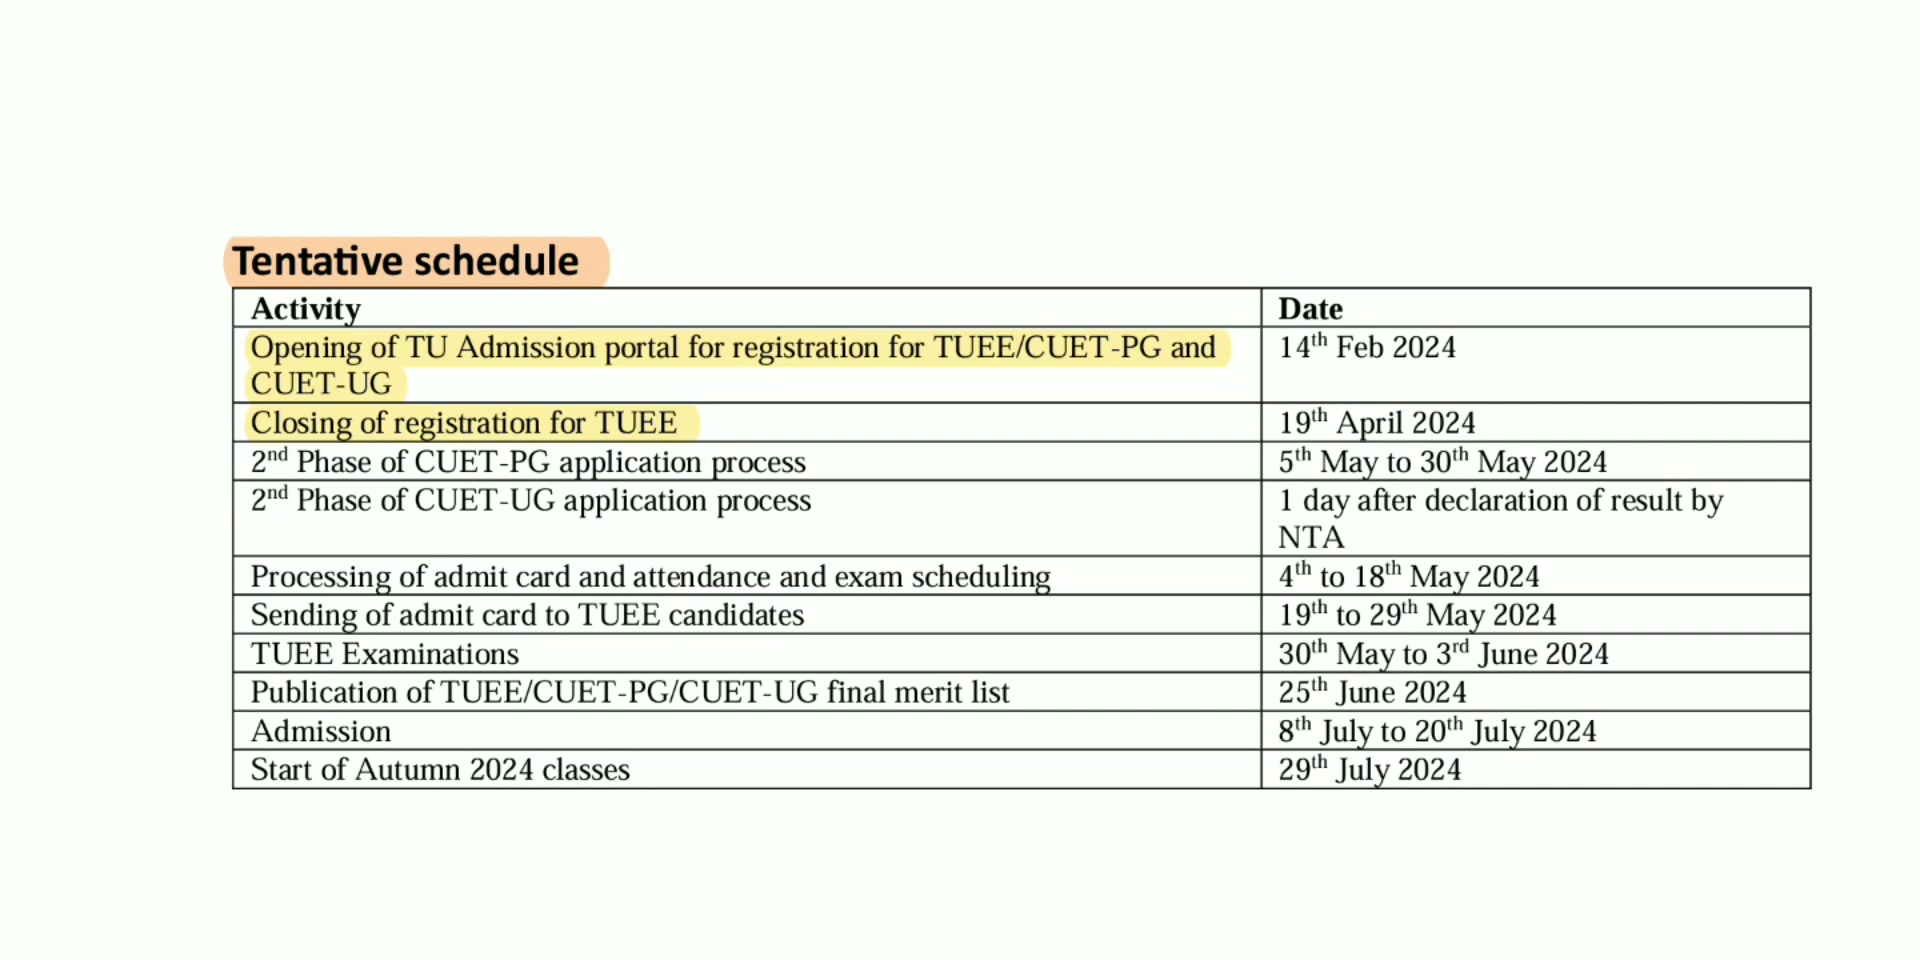 Tentative schedule
Activity Date
Opening of TU Admission portal for registration for TUEE/CUET-PG and 14th Feb 2024
CUET-UG
Closing of registration for TUEE 19th April 2024
2nd Phase of CUET-PG application process 5th May to 30th May 2024
2nd Phase of CUET-UG application process 1 day after declaration of result by
NTA
Processing of admit card and attendance and exam scheduling 4th to 18th May 2024
Sending of admit card to TUEE candidates 19th to 29th May 2024
TUEE Examinations 30th May to 3rd June 2024
Publication of TUEE/CUET-PG/CUET-UG final merit list 25th June 2024
Admission 8th July to 20th July 2024
Start of Autumn 2024 classes 29th July 2024